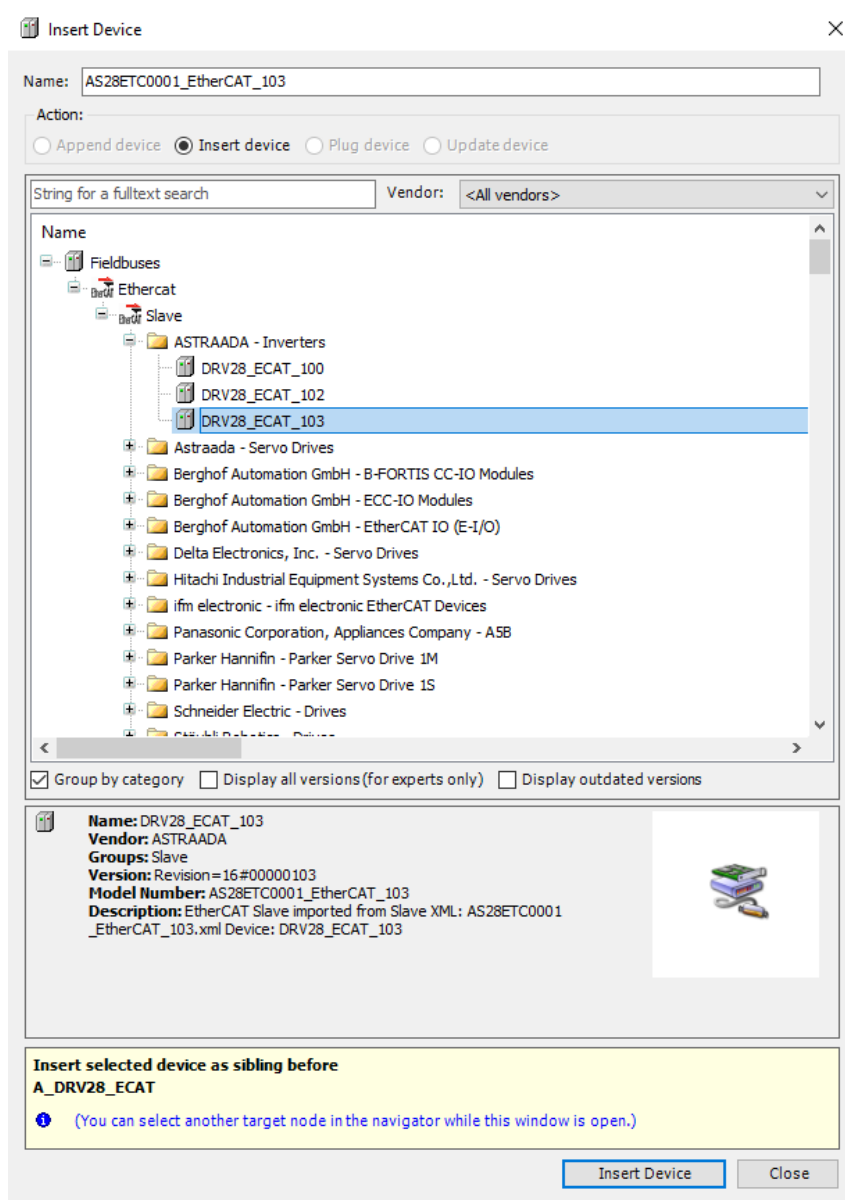 Insert Device
Name: AS28ETC0001_EtherCAT_103
Action:
Append device Insert device Plug device Update device
String for a fulltext search Vendor: <All vendors>
Name
Fieldbuses
EtherCAT Ethercat
EtherCAT Slave
ASTRAADA - Inverters
DRV28_ECAT_100
DRV28_ECAT_102
DRV28_ECAT_103
Astraada - Servo Drives
Berghof Automation GmbH - B-FORTIS CC-IO Modules
Berghof Automation GmbH - ECC-IO Modules
Berghof Automation GmbH - EtherCAT IO (E-I/O)
Delta Electronics, Inc. - Servo Drives
Hitachi Industrial Equipment Systems Co.,Ltd. - Servo Drives
ifm electronic - ifm electronic EtherCAT Devices
Panasonic Corporation, Appliances Company - A5B
Parker Hannifin - Parker Servo Drive 1M
Parker Hannifin - Parker Servo Drive 1S
Schneider Electric - Drives
Group by category Display all versions(for experts only) Display outdated versions
Name: DRV28_ECAT_103
Vendor: ASTRAADA
Groups: Slave
Version: Revision=16#00000103
Model Number: AS28ETC0001_EtherCAT_103
Description: EtherCAT Slave imported from Slave XML: AS28ETC0001
_EtherCAT_103.xml Device: DRV28_ECAT_103
Insert selected device as sibling before
A_DRV28_ECAT
(You can select another target node in the navigator while this window is open.)
Insert Device Close